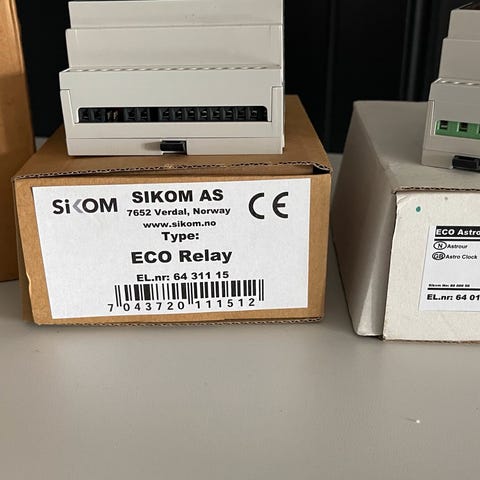 SiKOM
SIKOM AS
7652 Verdal, Norway
www.sikom.no
Type:
ECO Relay
EL.nr: 64 311 15
7 043720 111512
CE
ECO Astro
N Astrour
GB Astro Clock
EL.nr: 64 01